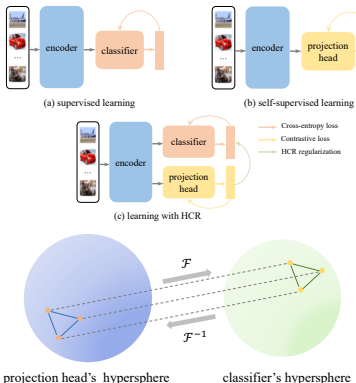 encoder
classifier
...
(a) supervised learning
encoder
projection
head
...
(b) self-supervised learning
encoder
classifier
projection
head
...
Cross-entropy loss
Contrastive loss
HCR regularization
(c) learning with HCR
ℱ
ℱ⁻¹
projection head's hypersphere
classifier's hypersphere